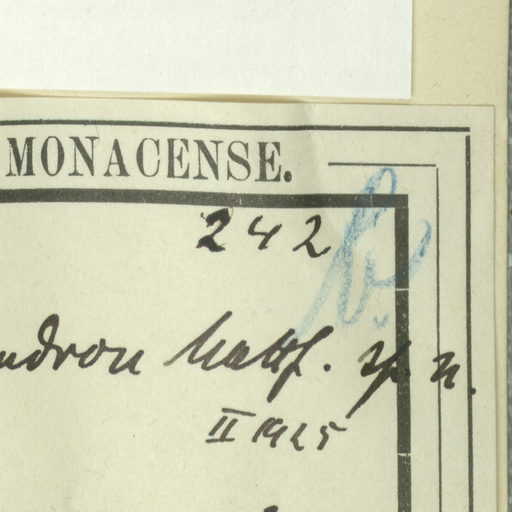 MONACENSE.
242
ndron Mattf. sp. n.
II 1925